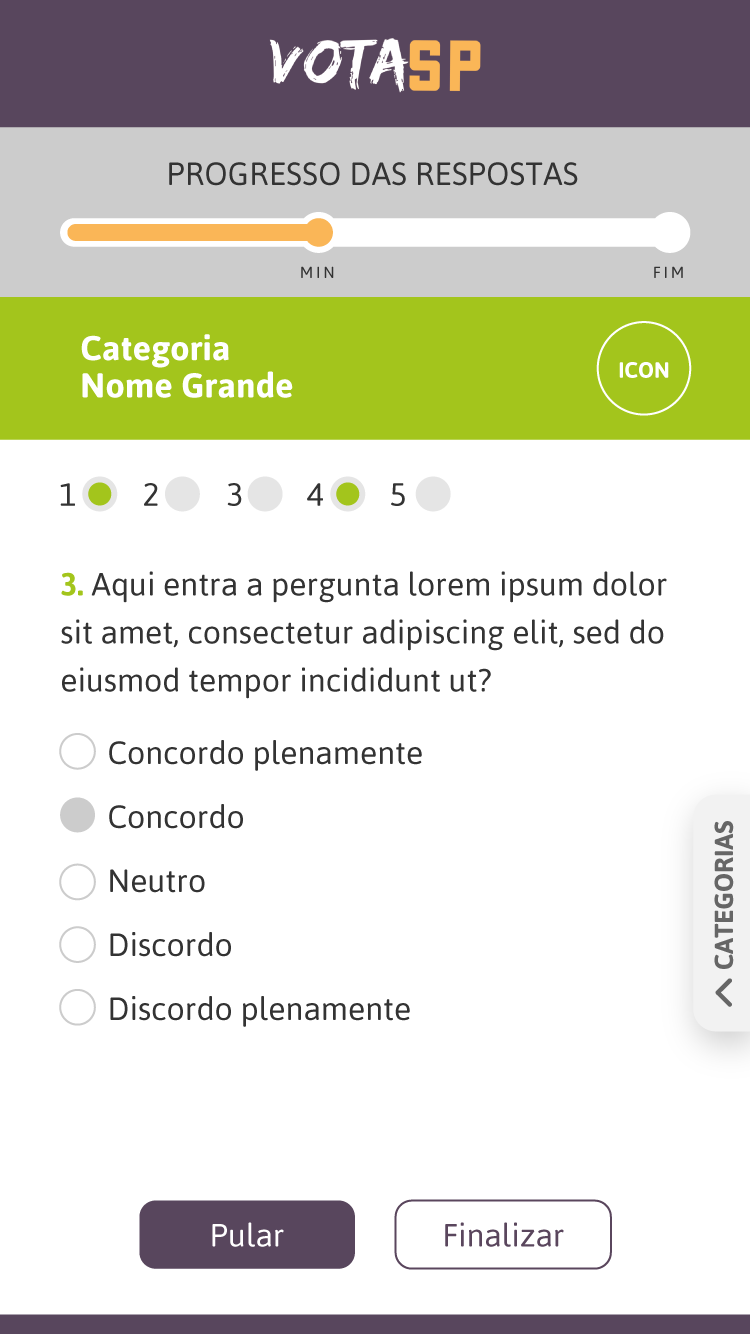 VOTASP
PROGRESSO DAS RESPOSTAS
MIN FIM
Categoria
Nome Grande
ICON
1 2 3 4 5
3. Aqui entra a pergunta lorem ipsum dolor
sit amet, consectetur adipiscing elit, sed do
eiusmod tempor incididunt ut?
Concordo plenamente
Concordo
Neutro
Discordo
Discordo plenamente
CATEGORIAS
Pular Finalizar